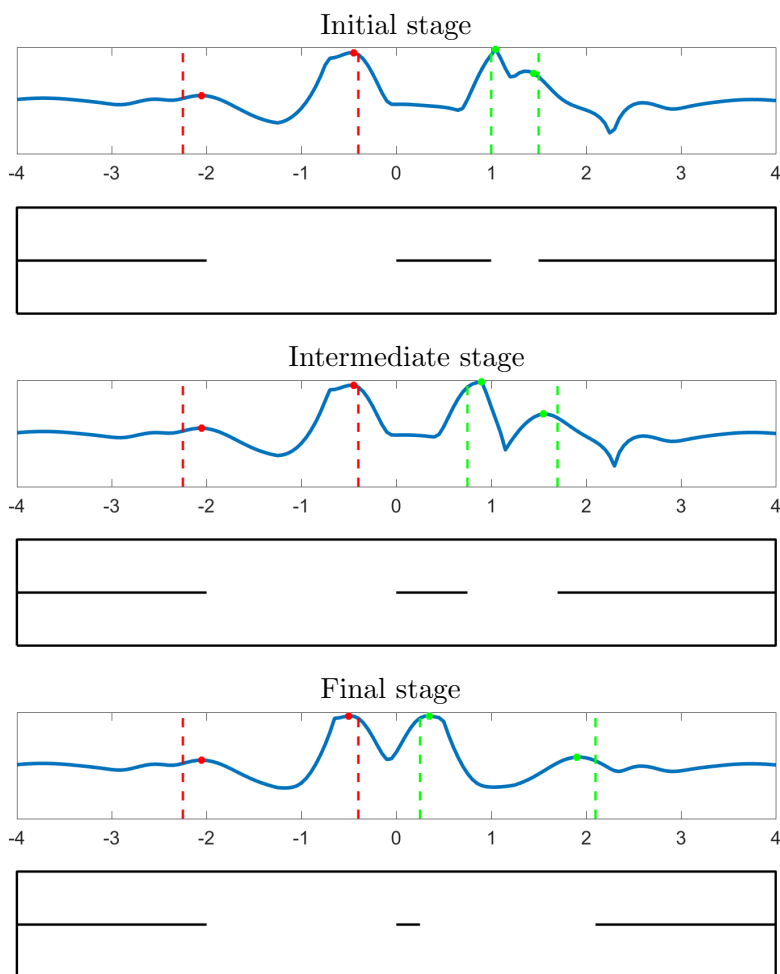 Initial stage
-4 -3 -2 -1 0 1 2 3 4
Intermediate stage
-4 -3 -2 -1 0 1 2 3 4
Final stage
-4 -3 -2 -1 0 1 2 3 4